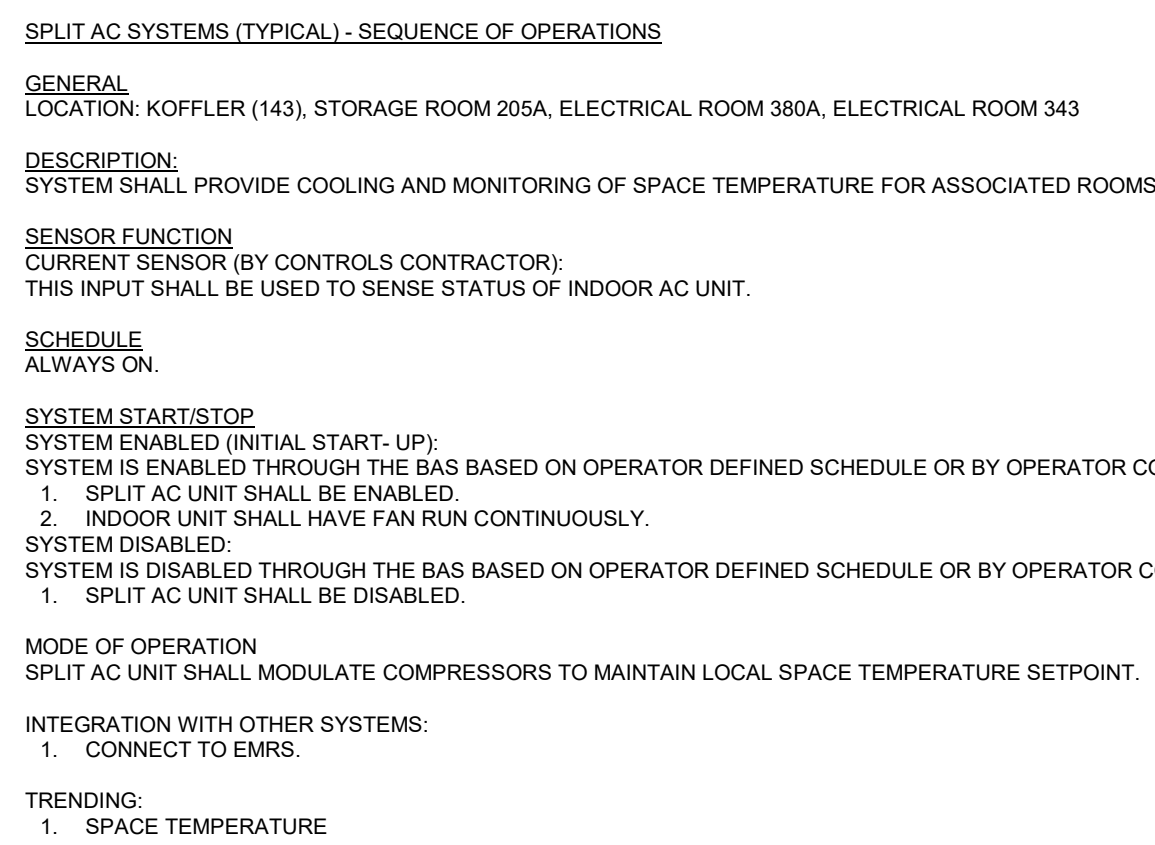 SPLIT AC SYSTEMS (TYPICAL) - SEQUENCE OF OPERATIONS
GENERAL
LOCATION: KOFFLER (143), STORAGE ROOM 205A, ELECTRICAL ROOM 380A, ELECTRICAL ROOM 343
DESCRIPTION:
SYSTEM SHALL PROVIDE COOLING AND MONITORING OF SPACE TEMPERATURE FOR ASSOCIATED ROOMS
SENSOR FUNCTION
CURRENT SENSOR (BY CONTROLS CONTRACTOR):
THIS INPUT SHALL BE USED TO SENSE STATUS OF INDOOR AC UNIT.
SCHEDULE
ALWAYS ON.
SYSTEM START/STOP
SYSTEM ENABLED (INITIAL START- UP):
SYSTEM IS ENABLED THROUGH THE BAS BASED ON OPERATOR DEFINED SCHEDULE OR BY OPERATOR
1. SPLIT AC UNIT SHALL BE ENABLED.
2. INDOOR UNIT SHALL HAVE FAN RUN CONTINUOUSLY.
SYSTEM DISABLED:
SYSTEM IS DISABLED THROUGH THE BAS BASED ON OPERATOR DEFINED SCHEDULE OR BY OPERATOR
1. SPLIT AC UNIT SHALL BE DISABLED.
MODE OF OPERATION
SPLIT AC UNIT SHALL MODULATE COMPRESSORS TO MAINTAIN LOCAL SPACE TEMPERATURE SETPOINT.
INTEGRATION WITH OTHER SYSTEMS:
1. CONNECT TO EMRS.
TRENDING:
1. SPACE TEMPERATURE